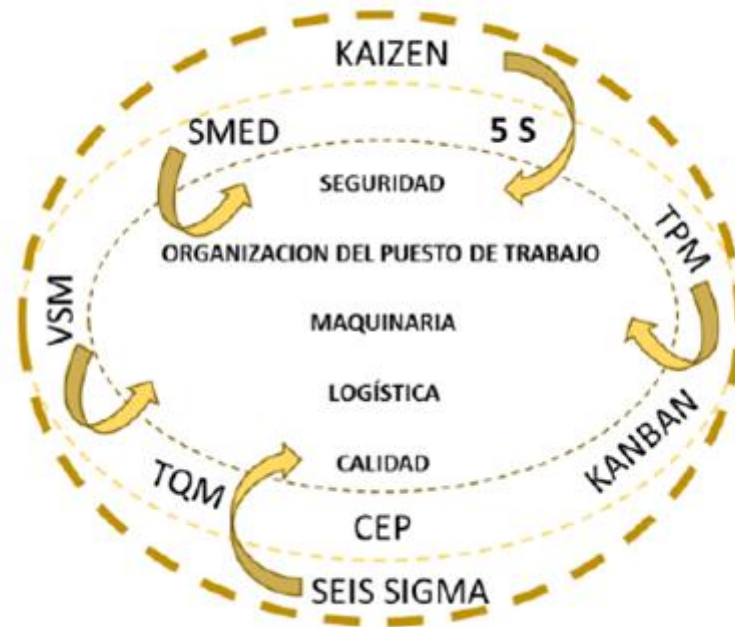 KAIZEN
SMED
5 S
SEGURIDAD
TPM
ORGANIZACION DEL PUESTO DE TRABAJO
VSM
MAQUINARIA
LOGÍSTICA
KANBAN
TQM
CALIDAD
CEP
SEIS SIGMA